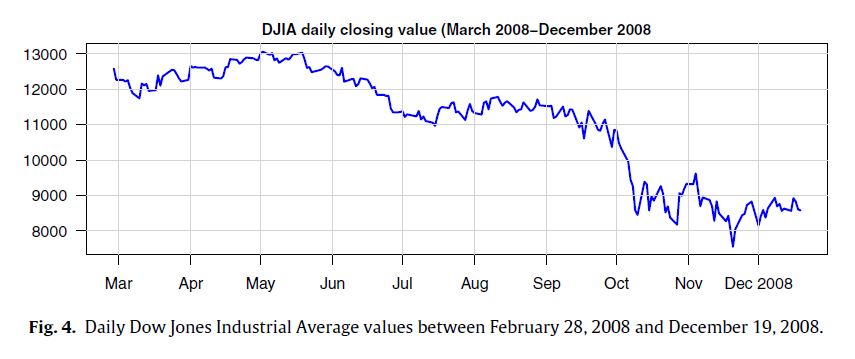 DJIA daily closing value (March 2008–December 2008
13000
12000
11000
10000
9000
8000
Mar Apr May Jun Jul Aug Sep Oct Nov Dec 2008
Fig. 4. Daily Dow Jones Industrial Average values between February 28, 2008 and December 19, 2008.